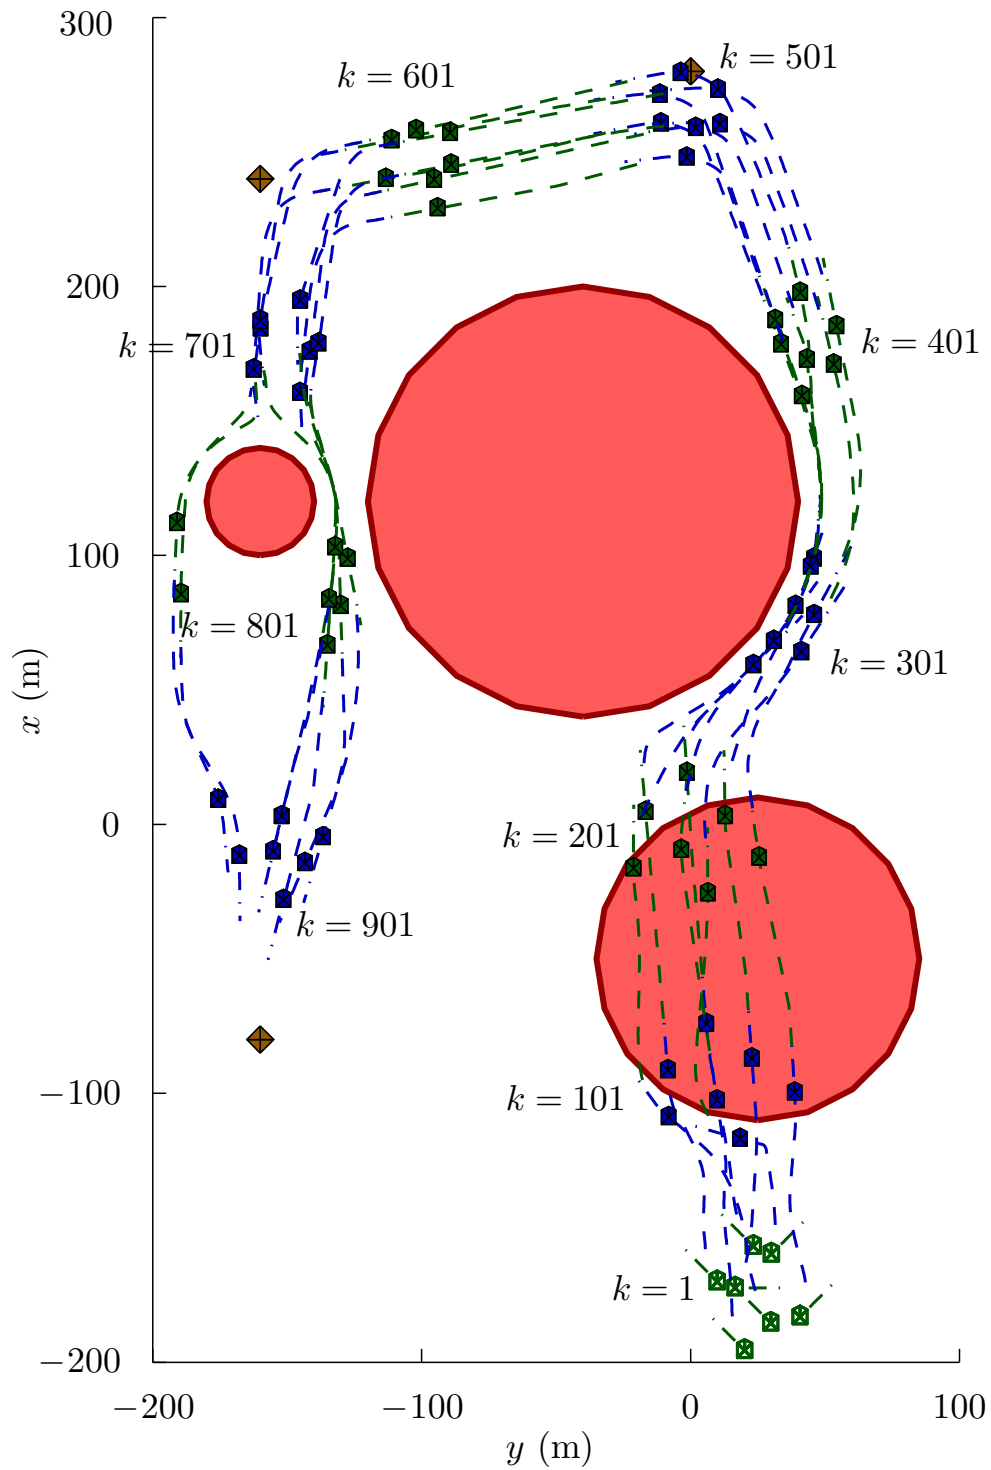 300
k = 501
k = 601
200
k = 701
k = 401
100
k = 801
k = 301
x (m)
0
k = 201
k = 901
−100
k = 101
k = 1
−200
−200
−100
0
100
y (m)